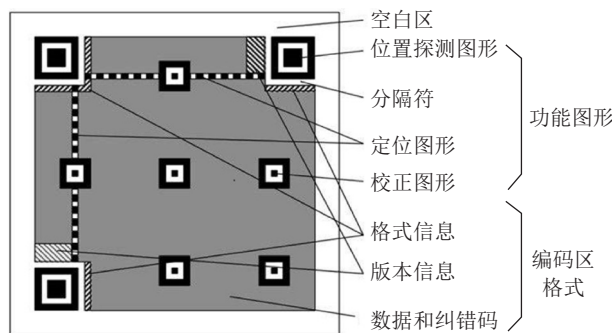 空白区
位置探测图形
分隔符
定位图形
校正图形
功能图形
格式信息
版本信息
数据和纠错码
编码区
格式